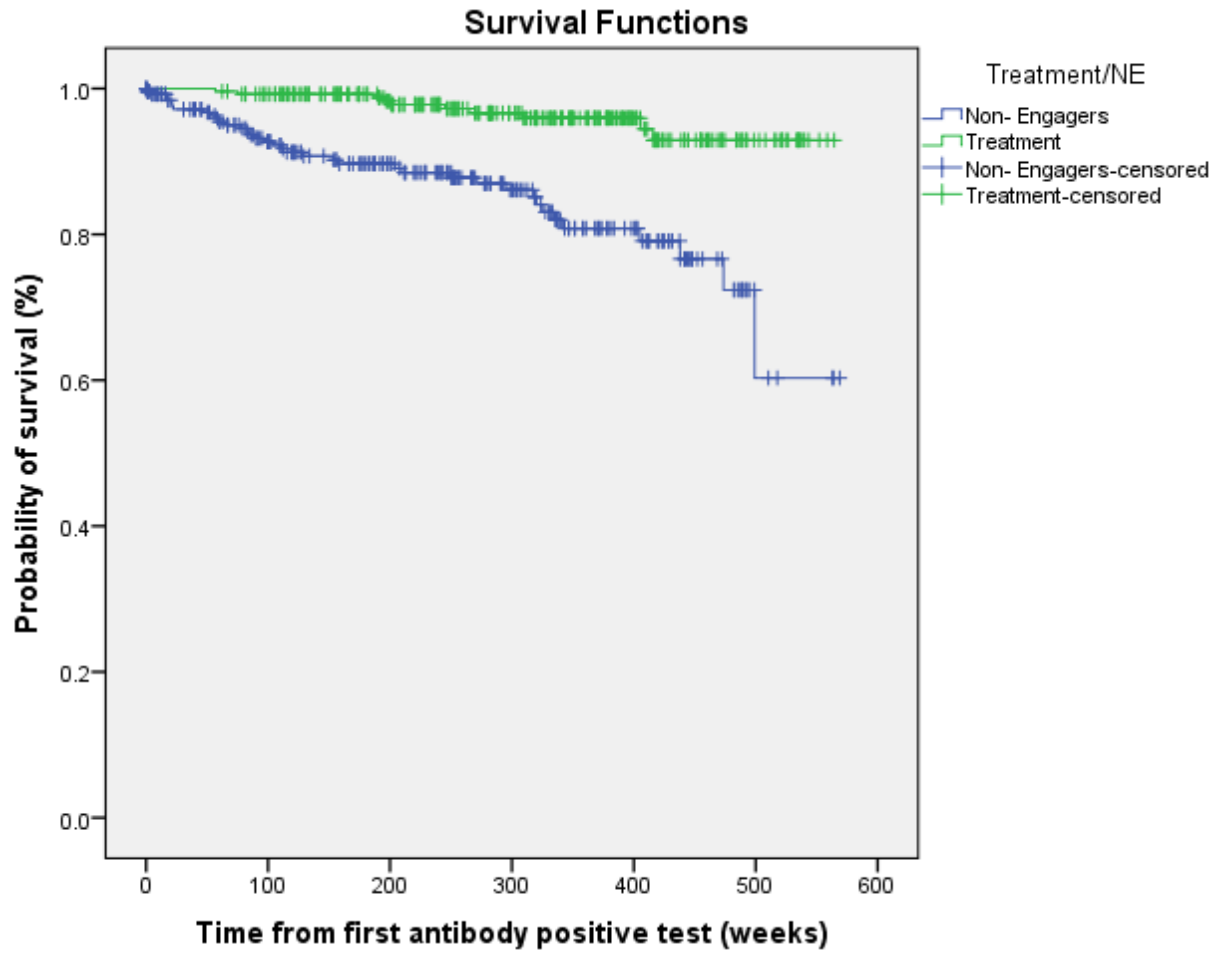 Survival Functions
Treatment/NE
Non- Engagers
Treatment
Non- Engagers-censored
Treatment-censored
Probability of survival (%)
1.0
0.8
0.6
0.4
0.2
0.0
0 100 200 300 400 500 600
Time from first antibody positive test (weeks)